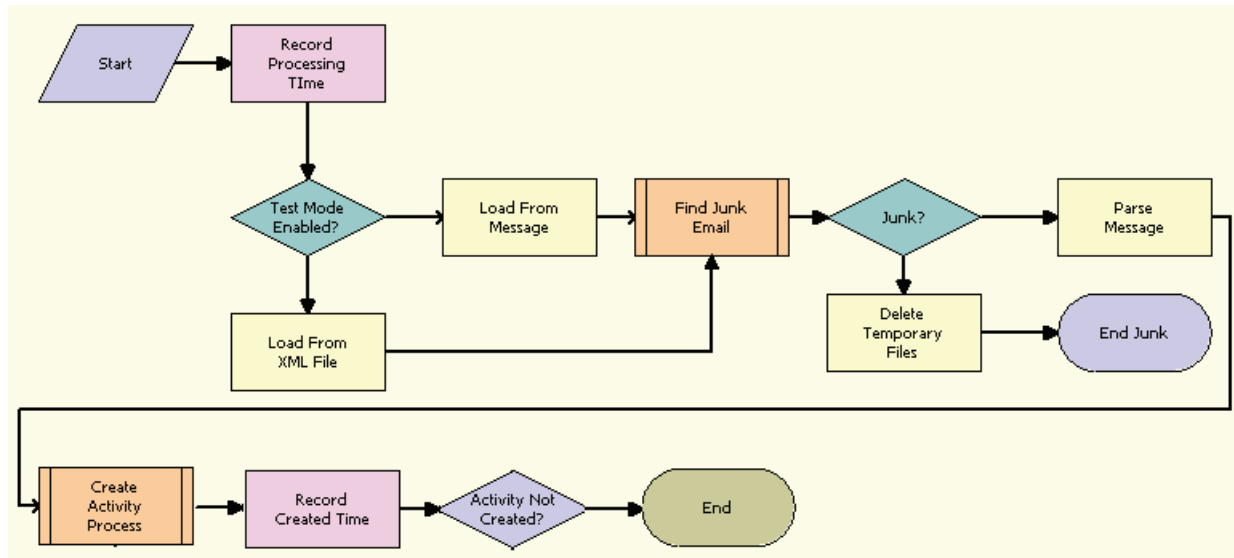 Start
Record
Processing
TIme
Test Mode
Enabled?
Load From
Message
Find Junk
Email
Junk?
Parse
Message
Load From
XML File
Delete
Temporary
Files
End Junk
Create
Activity
Process
Record
Created Time
Activity Not
Created?
End